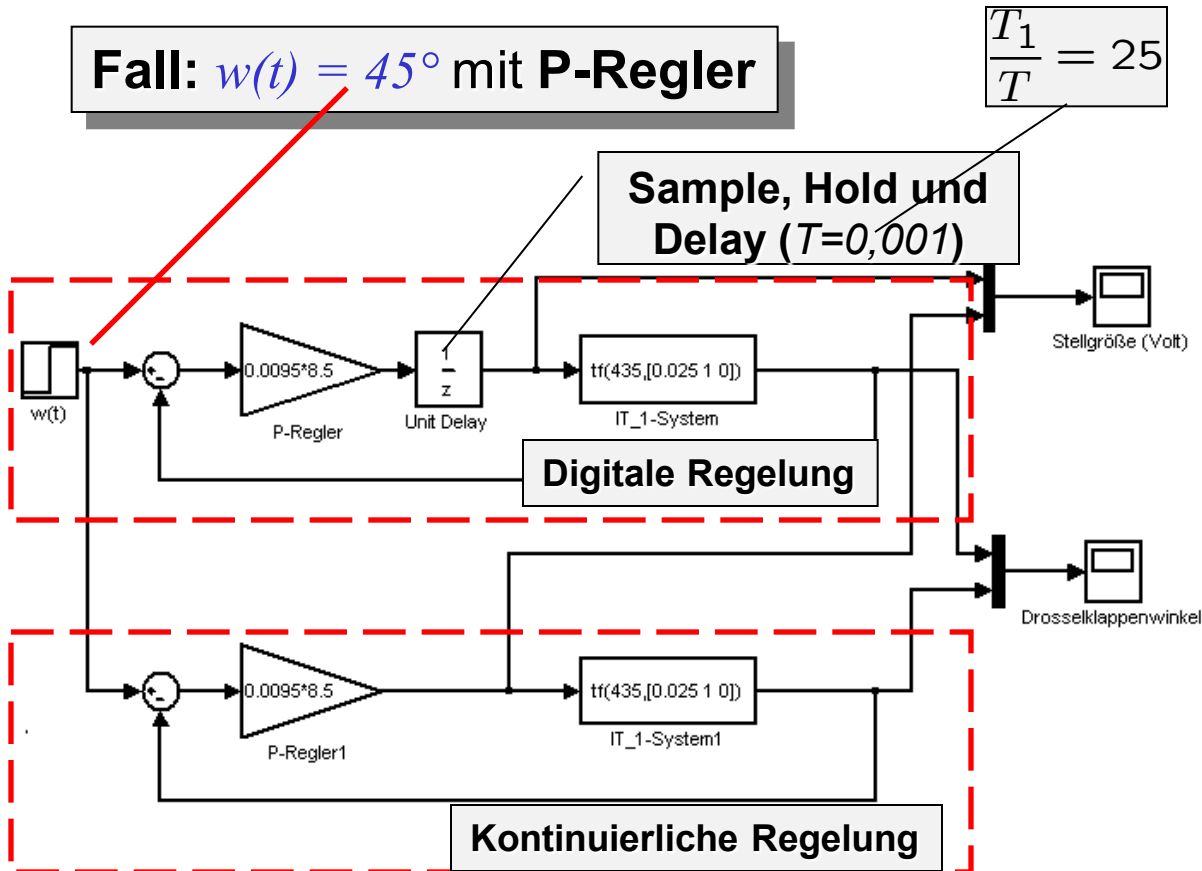 Fall: w(t) = 45° mit P-Regler
T₁/T = 25
Sample, Hold und
Delay (T=0,001)
Stellgröße (Volt)
w(t)
+
-
0.0095*8.5
P-Regler
1
z
Unit Delay
tf(435,[0.025 1 0])
IT_1-System
Digitale Regelung
Drosselklappenwinkel
+
-
0.0095*8.5
P-Regler1
tf(435,[0.025 1 0])
IT_1-System1
Kontinuierliche Regelung